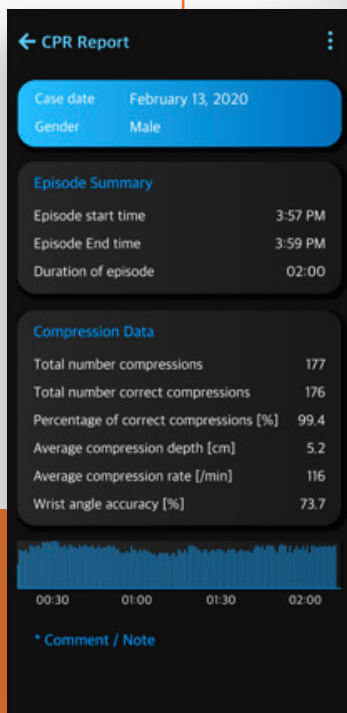 CPR Report
Case date February 13, 2020
Gender Male
Episode Summary
Episode start time 3:57 PM
Episode End time 3:59 PM
Duration of episode 02:00
Compression Data
Total number compressions 177
Total number correct compressions 176
Percentage of correct compressions [%] 99.4
Average compression depth [cm] 5.2
Average compression rate [/min] 116
Wrist angle accuracy [%] 73.7
00:30 01:00 01:30 02:00
* Comment / Note